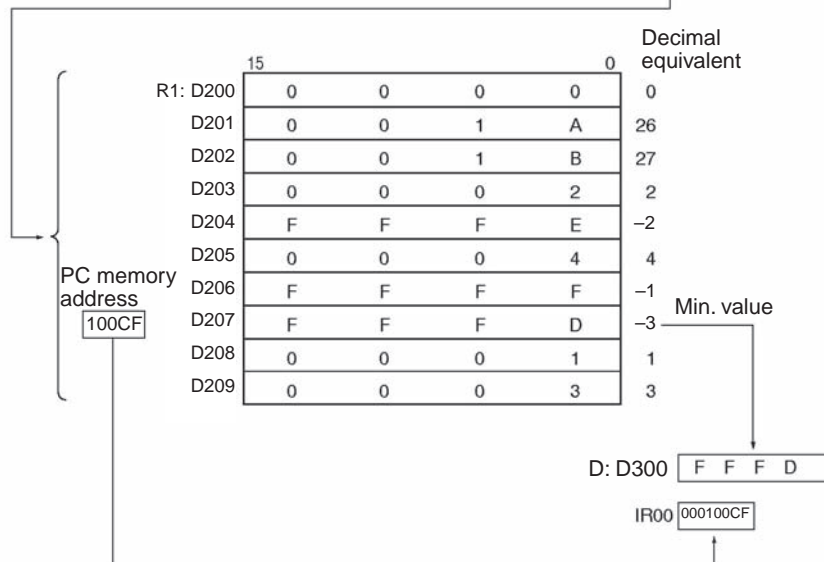 Decimal
equivalent
15 0
R1: D200 0 0 0 0 0
D201 0 0 1 A 26
D202 0 0 1 B 27
D203 0 0 0 2 2
D204 F F F E –2
D205 0 0 0 4 4
D206 F F F F –1
D207 F F F D –3
D208 0 0 0 1 1
D209 0 0 0 3 3
PC memory
address
100CF
Min. value
D: D300 F F F D
IR00 000100CF